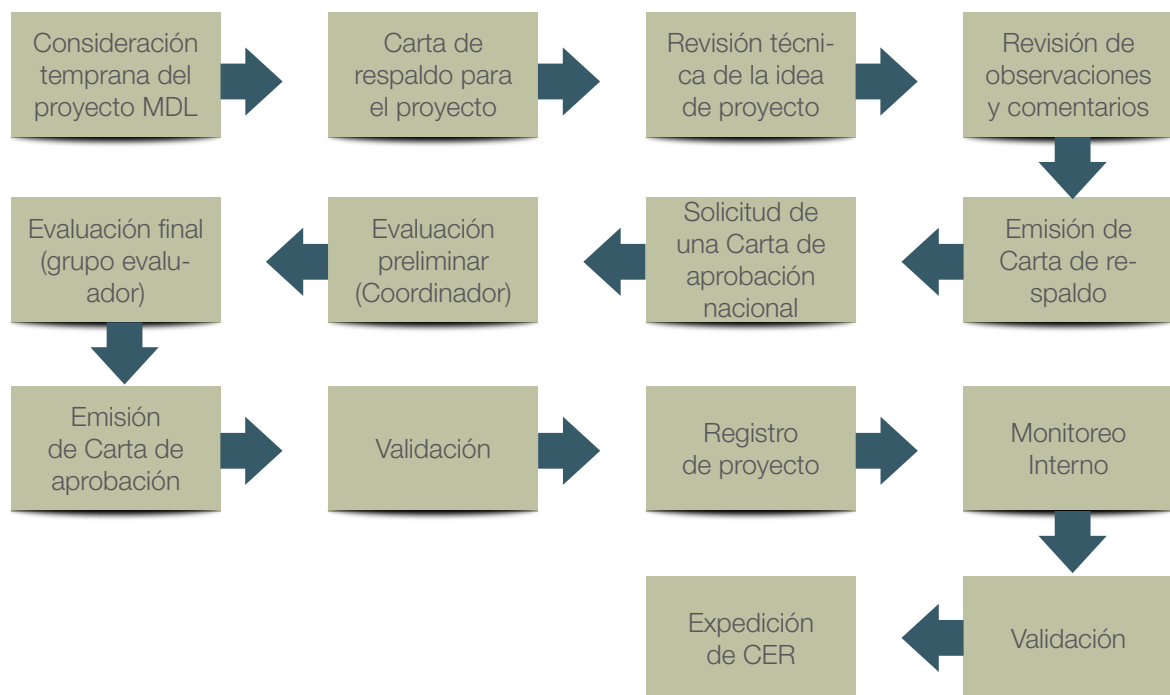 Consideración
temprana del
proyecto MDL
Carta de
respaldo para
el proyecto
Revisión técni-
ca de la idea
de proyecto
Revisión de
observaciones
y comentarios
Emisión de
Carta de re-
spaldo
Solicitud de
una Carta de
aprobación
nacional
Evaluación
preliminar
(Coordinador)
Evaluación final
(grupo evalu-
ador)
Emisión
de Carta de
aprobación
Validación
Registro
de proyecto
Monitoreo
Interno
Validación
Expedición
de CER